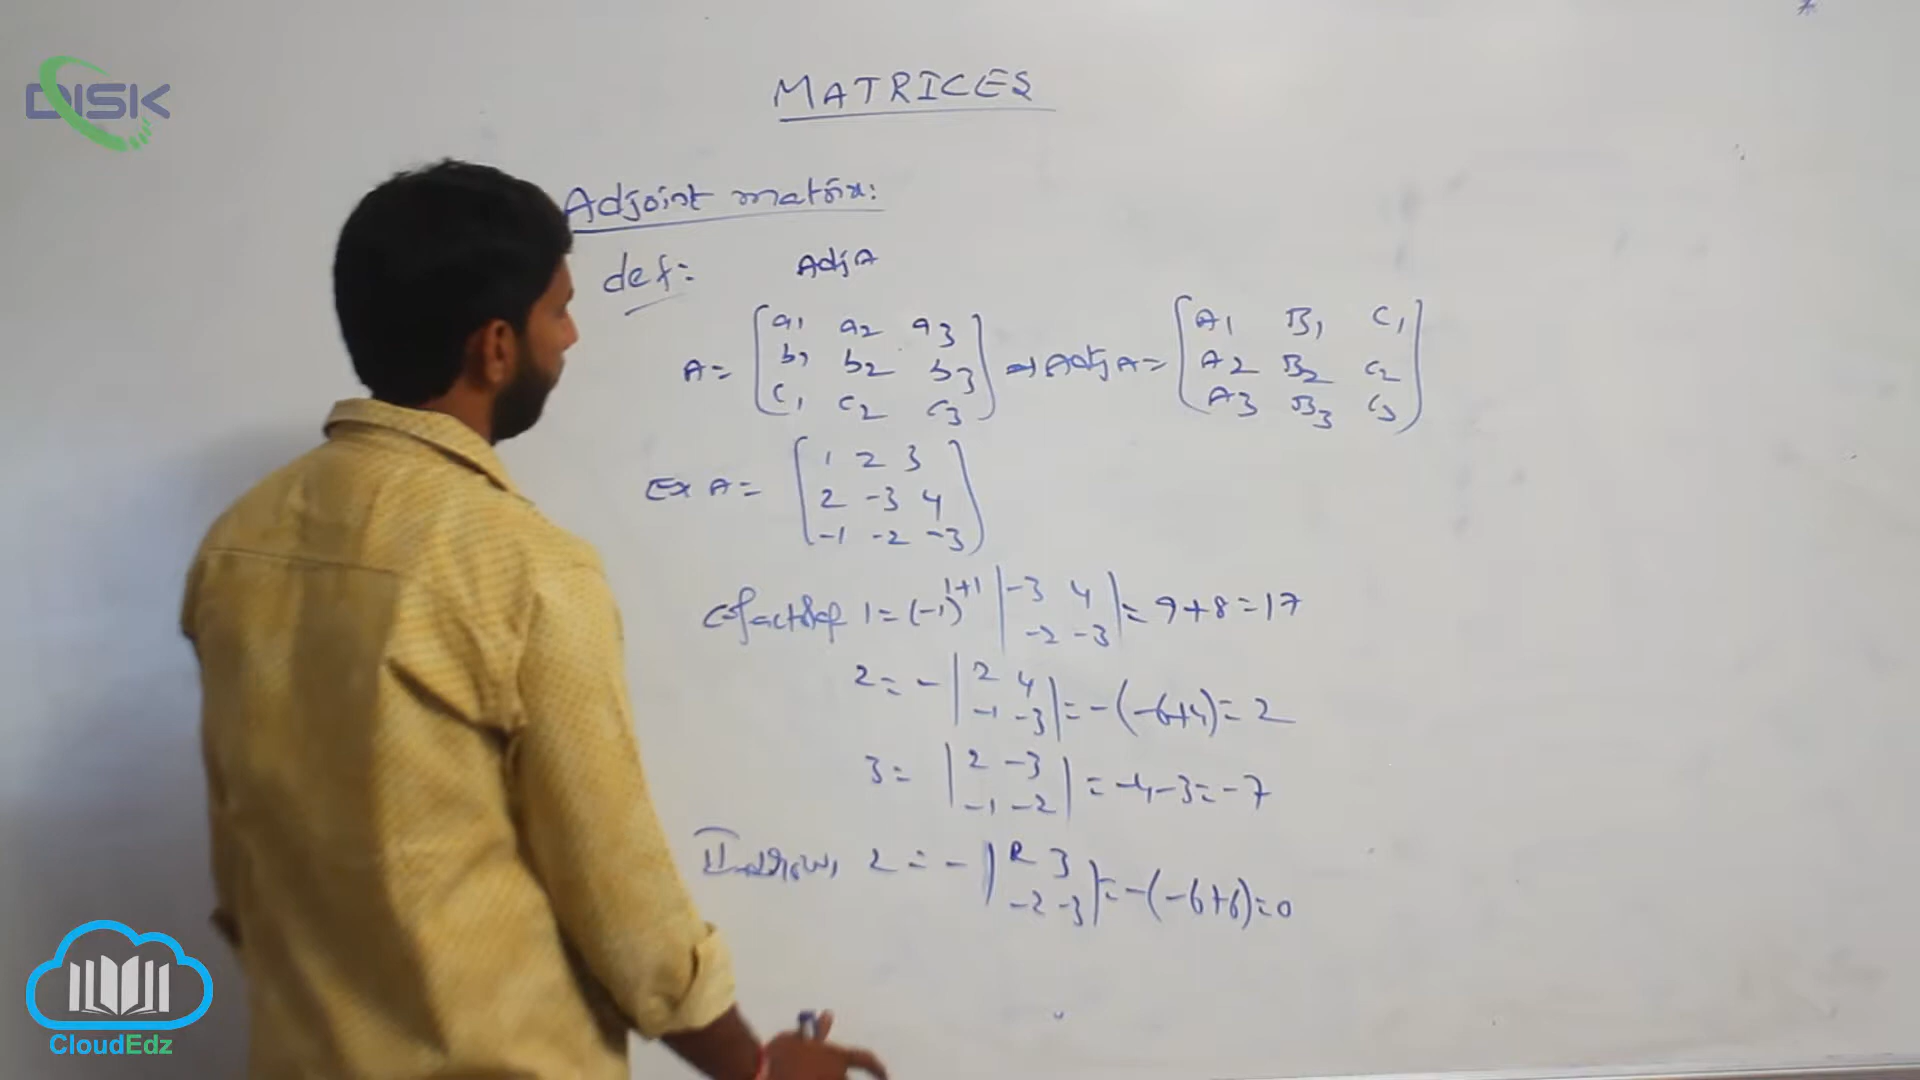 DISK
MATRICES
Adjoint matrix:
def: AdjA
A = [a1 a2 a3
b1 b2 b3
c1 c2 c3] ⇒ Adj A = [A1 B1 C1
A2 B2 C2
A3 B3 C3]
Ex A = [1 2 3
2 -3 4
-1 -2 -3]
Cofactor of 1 = (-1)^1+1 |-3 4
-2 -3| = 9+8 = 17
2 = - |2 4
-1 -3| = -(-6+4) = 2
3 = |2 -3
-1 -2| = -4-3 = -7
II row, 2 = - |2 3
-2 -3| = -(-6+6) = 0
CloudEdz